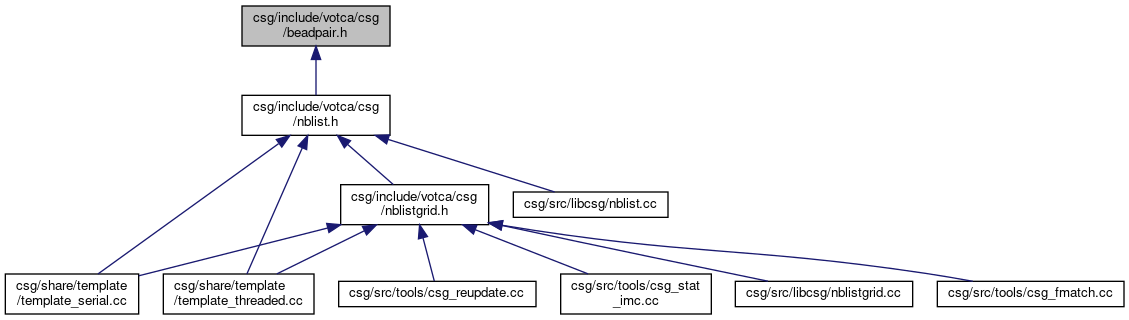 csg/include/votca/csg
/beadpair.h
csg/include/votca/csg
/nblist.h
csg/include/votca/csg
/nblistgrid.h
csg/src/libcsg/nblist.cc
csg/share/template
/template_serial.cc
csg/share/template
/template_threaded.cc
csg/src/tools/csg_reupdate.cc
csg/src/tools/csg_stat
_imc.cc
csg/src/libcsg/nblistgrid.cc
csg/src/tools/csg_fmatch.cc